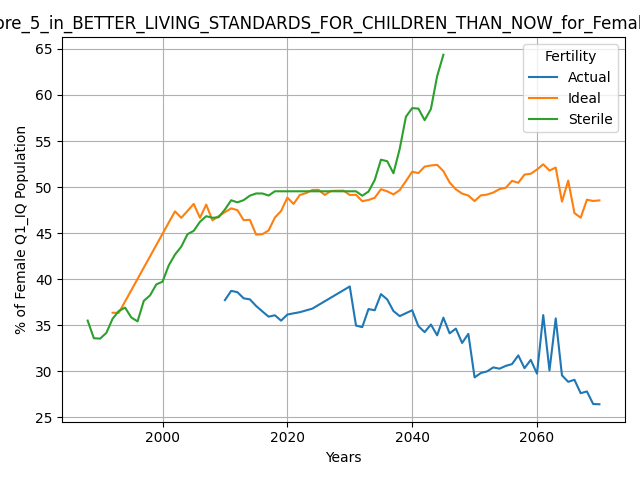 ore_5_in_BETTER_LIVING_STANDARDS_FOR_CHILDREN_THAN_NOW_for_Fema
65
60
55
50
45
40
35
30
25
% of Female Q1_IQ Population
Fertility
Actual
Ideal
Sterile
2000
2020
2040
2060
Years